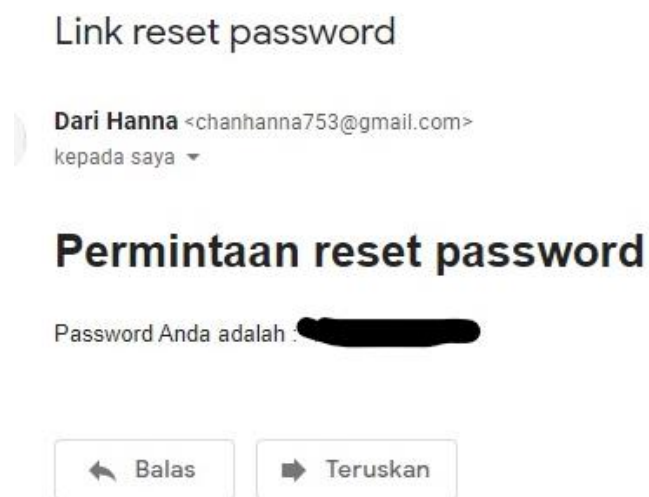 Link reset password
Dari Hanna <chanhanna753@gmail.com>
kepada saya
Permintaan reset password
Password Anda adalah :
Balas
Teruskan